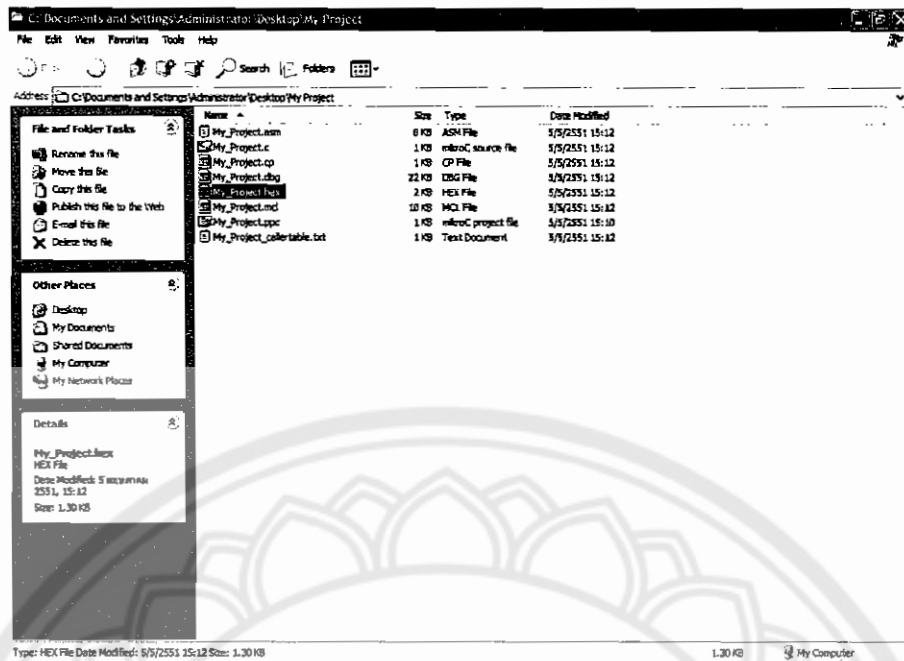 C:\Documents and Settings\Administrator\Desktop\My Project
File Edit View Favorites Tools Help
Search Folders
Address C:\Documents and Settings\Administrator\Desktop\My Project
File and Folder Tasks
Rename this file
Move this file
Copy this file
Publish this file to the Web
E-mail this file
Delete this file
Other Places
Desktop
My Documents
Shared Documents
My Computer
My Network Places
Details
My_Project.hex
HEX File
Date Modified: 5
2551, 15:12
Size: 1.30 KB
Name Size Type Date Modified
My_Project.asm 8 KB ASM File 5/5/2551 15:12
My_Project.c 1 KB mikroC source file 5/5/2551 15:12
My_Project.cp 1 KB CP File 5/5/2551 15:12
My_Project.dbg 22 KB DBG File 5/5/2551 15:12
My_Project.hex 2 KB HEX File 5/5/2551 15:12
My_Project.mcl 10 KB MCL File 5/5/2551 15:12
My_Project.ppc 1 KB mikroC project file 5/5/2551 15:10
My_Project_callertable.txt 1 KB Text Document 5/5/2551 15:12
Type: HEX File Date Modified: 5/5/2551 15:12 Size: 1.30 KB 1.30 KB My Computer